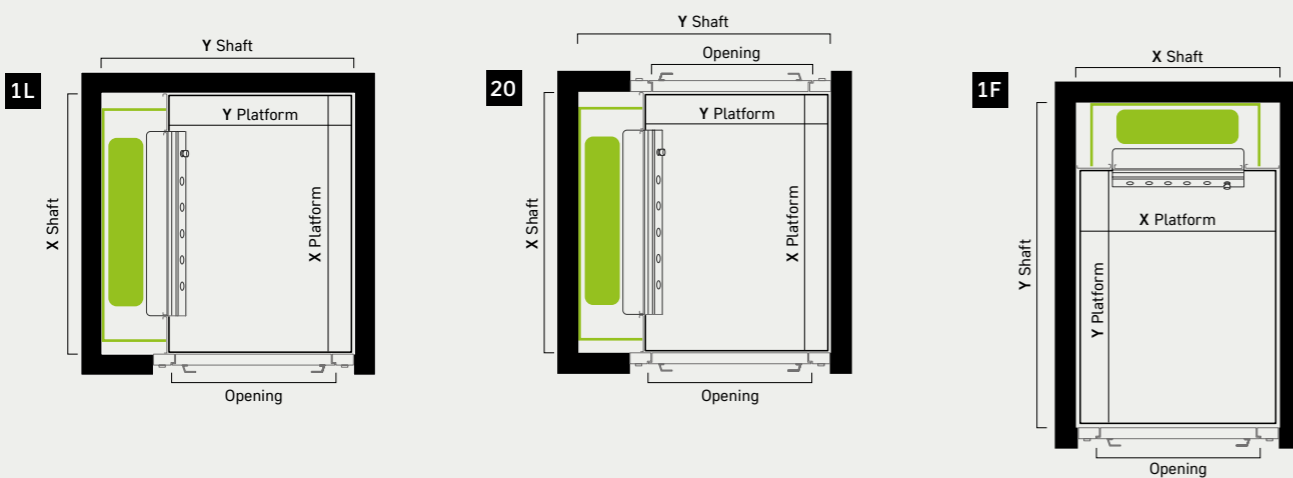 1L
Y Shaft
Y Platform
X Shaft
X Platform
Opening
20
Y Shaft
Opening
Y Platform
X Shaft
X Platform
Opening
1F
X Shaft
X Platform
Y Shaft
Y Platform
Opening